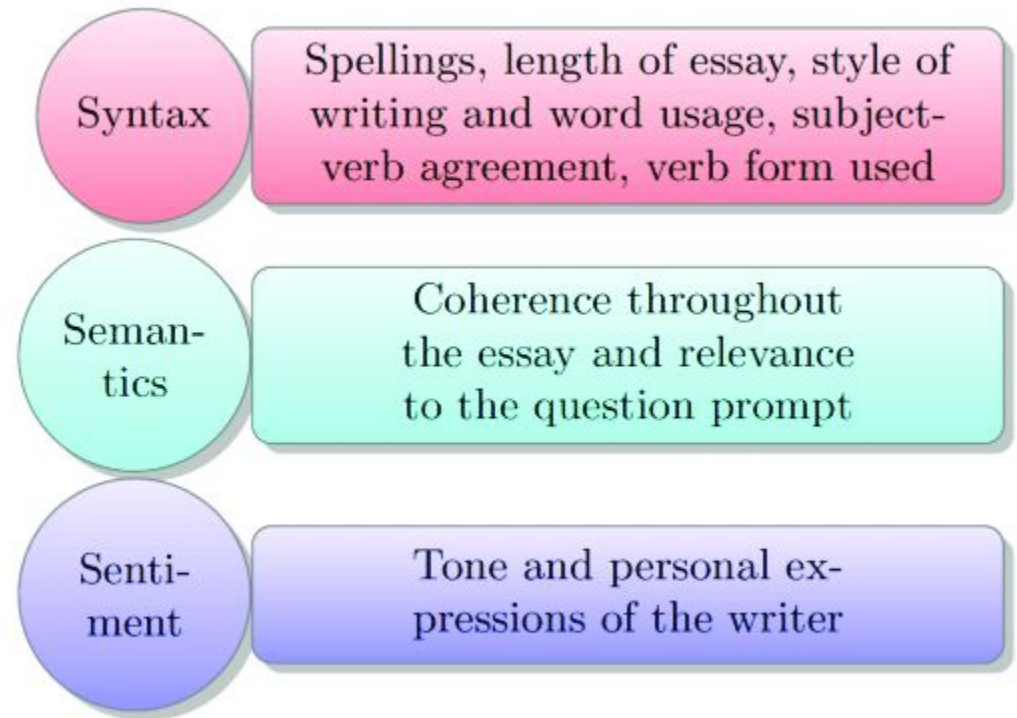 Syntax
Spellings, length of essay, style of
writing and word usage, subject-
verb agreement, verb form used
Seman-
tics
Coherence throughout
the essay and relevance
to the question prompt
Senti-
ment
Tone and personal ex-
pressions of the writer